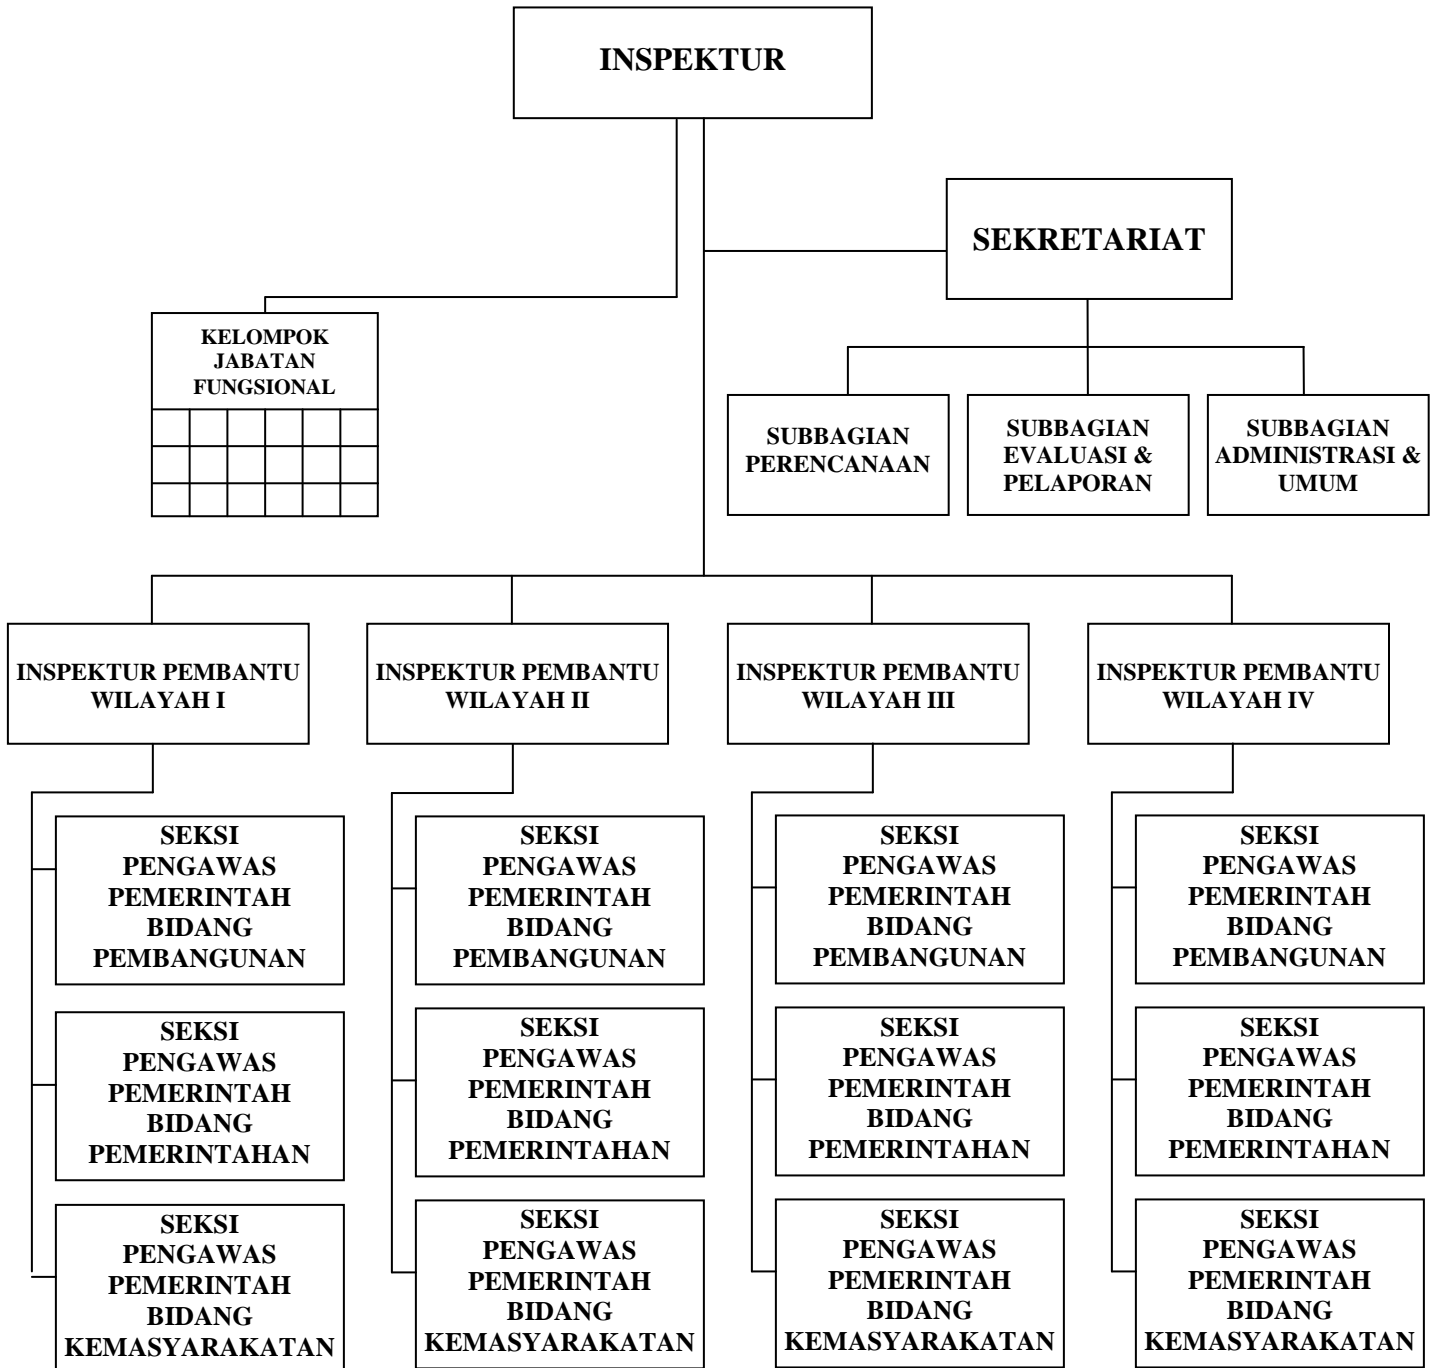 INSPEKTUR
SEKRETARIAT
KELOMPOK
JABATAN
FUNGSIONAL
SUBBAGIAN
PERENCANAAN
SUBBAGIAN
EVALUASI &
PELAPORAN
SUBBAGIAN
ADMINISTRASI &
UMUM
INSPEKTUR PEMBANTU
WILAYAH I
INSPEKTUR PEMBANTU
WILAYAH II
INSPEKTUR PEMBANTU
WILAYAH III
INSPEKTUR PEMBANTU
WILAYAH IV
SEKSI
PENGAWAS
PEMERINTAH
BIDANG
PEMBANGUNAN
SEKSI
PENGAWAS
PEMERINTAH
BIDANG
PEMBANGUNAN
SEKSI
PENGAWAS
PEMERINTAH
BIDANG
PEMBANGUNAN
SEKSI
PENGAWAS
PEMERINTAH
BIDANG
PEMBANGUNAN
SEKSI
PENGAWAS
PEMERINTAH
BIDANG
PEMERINTAHAN
SEKSI
PENGAWAS
PEMERINTAH
BIDANG
PEMERINTAHAN
SEKSI
PENGAWAS
PEMERINTAH
BIDANG
PEMERINTAHAN
SEKSI
PENGAWAS
PEMERINTAH
BIDANG
PEMERINTAHAN
SEKSI
PENGAWAS
PEMERINTAH
BIDANG
KEMASYARAKATAN
SEKSI
PENGAWAS
PEMERINTAH
BIDANG
KEMASYARAKATAN
SEKSI
PENGAWAS
PEMERINTAH
BIDANG
KEMASYARAKATAN
SEKSI
PENGAWAS
PEMERINTAH
BIDANG
KEMASYARAKATAN